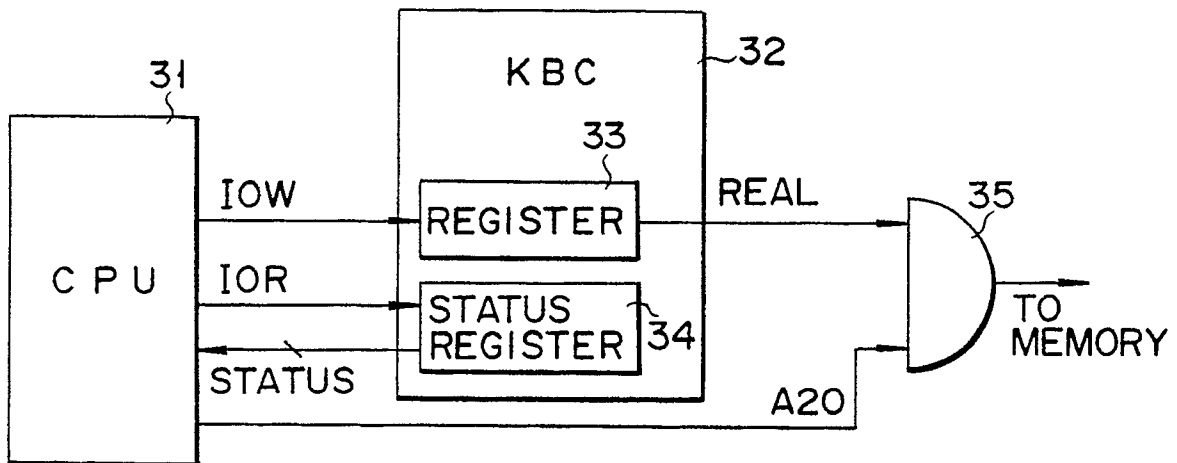 31
CPU
IOW
IOR
STATUS
KBC
32
33
REGISTER
STATUS
REGISTER
34
REAL
A20
35
TO
MEMORY